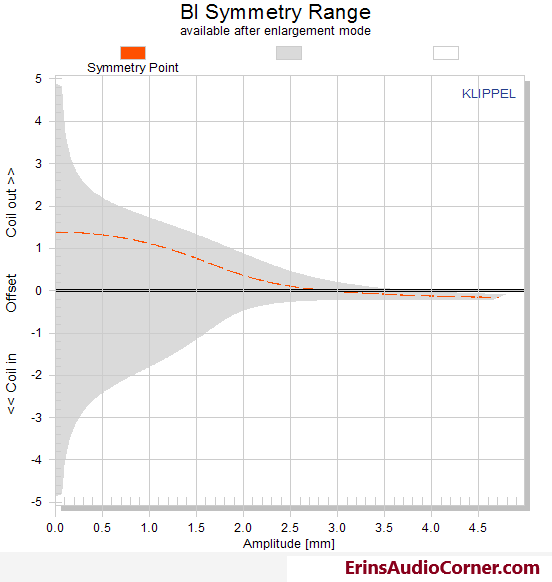 Bl Symmetry Range
available after enlargement mode
Symmetry Point
KLIPPEL
5
4
3
2
1
0
-1
-2
-3
-4
-5
<< Coil in Offset Coil out >>
0.0 0.5 1.0 1.5 2.0 2.5 3.0 3.5 4.0 4.5
Amplitude [mm]
ErinsAudioCorner.com